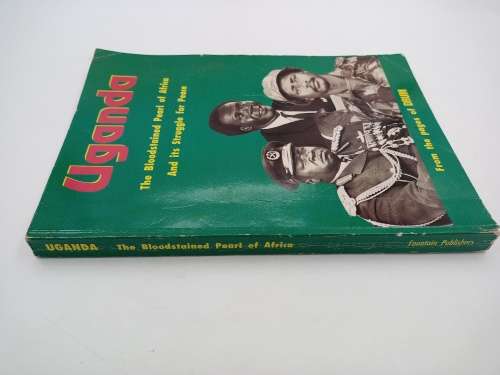 Uganda
The Bloodstained Pearl of Africa
And its Struggle for Peace
From the pages of DRUM
UGANDA The Bloodstained Pearl of Africa Fountain Publishers